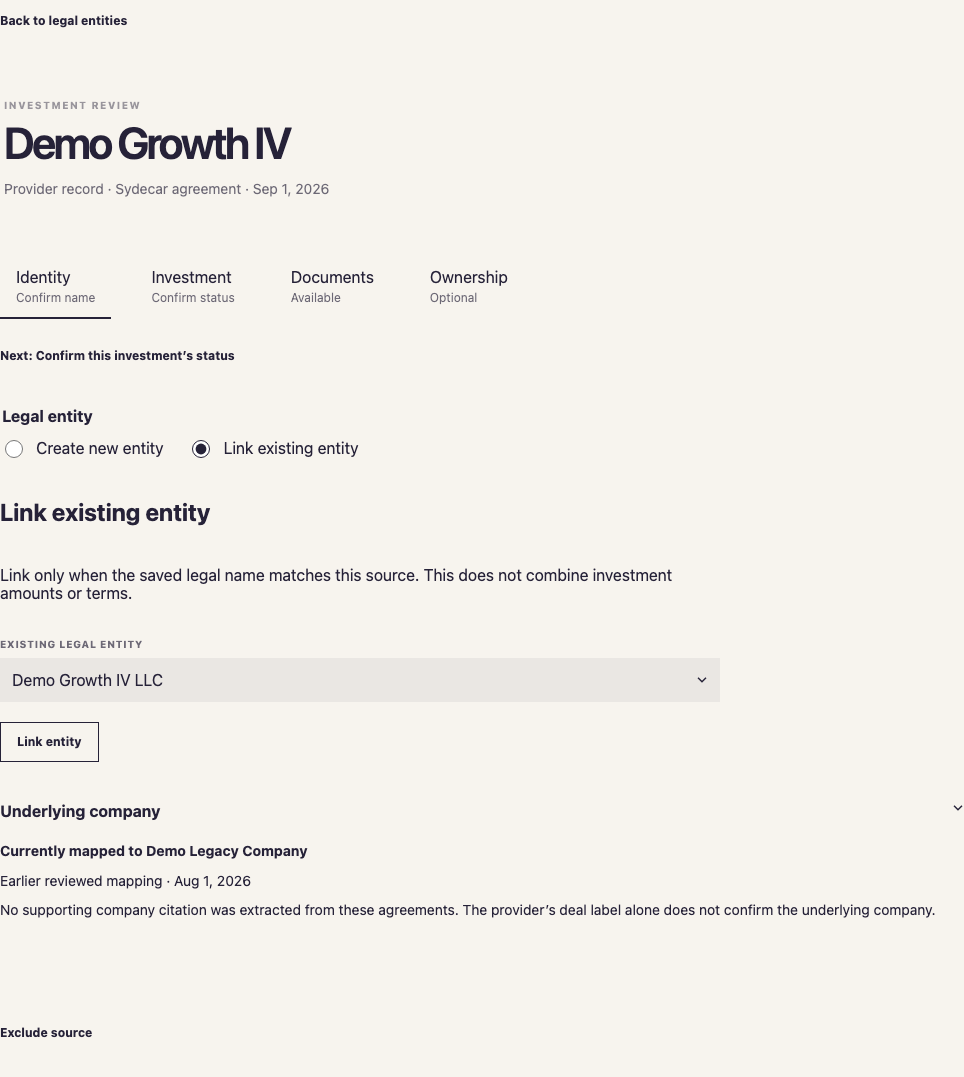 Back to legal entities
INVESTMENT REVIEW
Demo Growth IV
Provider record · Sydecar agreement · Sep 1, 2026
Identity
Confirm name
Investment
Confirm status
Documents
Available
Ownership
Optional
Next: Confirm this investment’s status
Legal entity
Create new entity
Link existing entity
Link existing entity
Link only when the saved legal name matches this source. This does not combine investment
amounts or terms.
EXISTING LEGAL ENTITY
Demo Growth IV LLC
Link entity
Underlying company
Currently mapped to Demo Legacy Company
Earlier reviewed mapping · Aug 1, 2026
No supporting company citation was extracted from these agreements. The provider’s deal label alone does not confirm the underlying company.
Exclude source